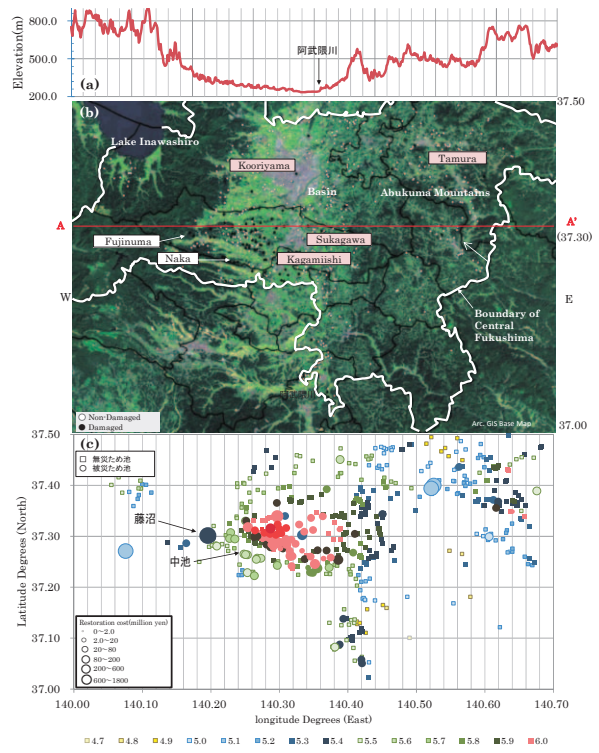 Elevation(m)
800.0
500.0
200.0
(a)
阿武隈川
(b)
37.50
Lake Inawashiro
Kooriyama
Tamura
Basin
Abukuma Mountains
A
A'
(37.30)
Fujinuma
Sukagawa
Naka
Kagamiishi
W
E
Boundary of
Central
Fukushima
Non-Damaged
Damaged
Arc. GIS Base Map
37.00
(c)
無災ため池
被災ため池
藤沼
中池
Latitude Degrees (North)
37.50
37.40
37.30
37.20
37.10
37.00
Restoration cost(million yen)
0~2.0
2.0~20
20~80
80~200
200~600
600~1800
140.00 140.10 140.20 140.30 140.40 140.50 140.60 140.70
longitude Degrees (East)
4.7 4.8 4.9 5.0 5.1 5.2 5.3 5.4 5.5 5.6 5.7 5.8 5.9 6.0